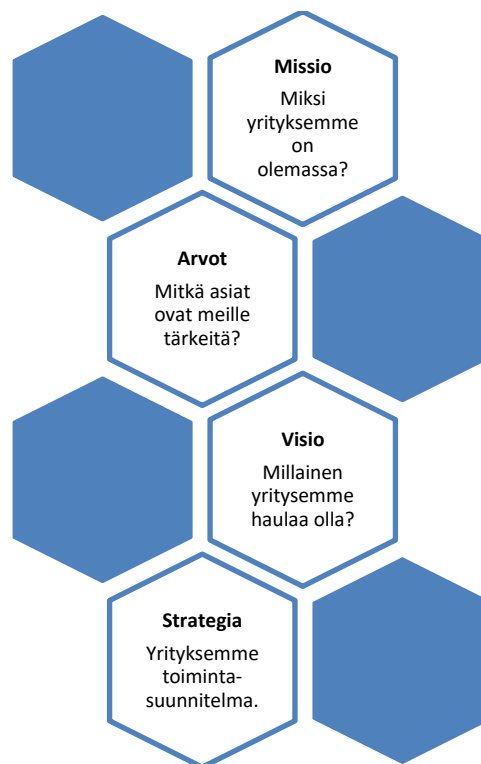 Missio
Miksi
yrityksemme
on
olemassa?
Arvot
Mitkä asiat
ovat meille
tärkeitä?
Visio
Millainen
yritysemme
haulaa olla?
Strategia
Yrityksemme
toiminta-
suunnitelma.